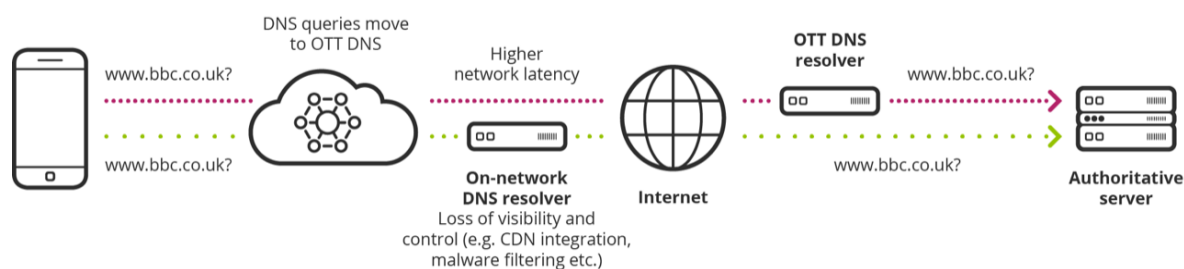 DNS queries move
to OTT DNS
www.bbc.co.uk?
www.bbc.co.uk?
Higher
network latency
On-network
DNS resolver
Loss of visibility and
control (e.g. CDN integration,
malware filtering etc.)
Internet
OTT DNS
resolver
www.bbc.co.uk?
www.bbc.co.uk?
Authoritative
server